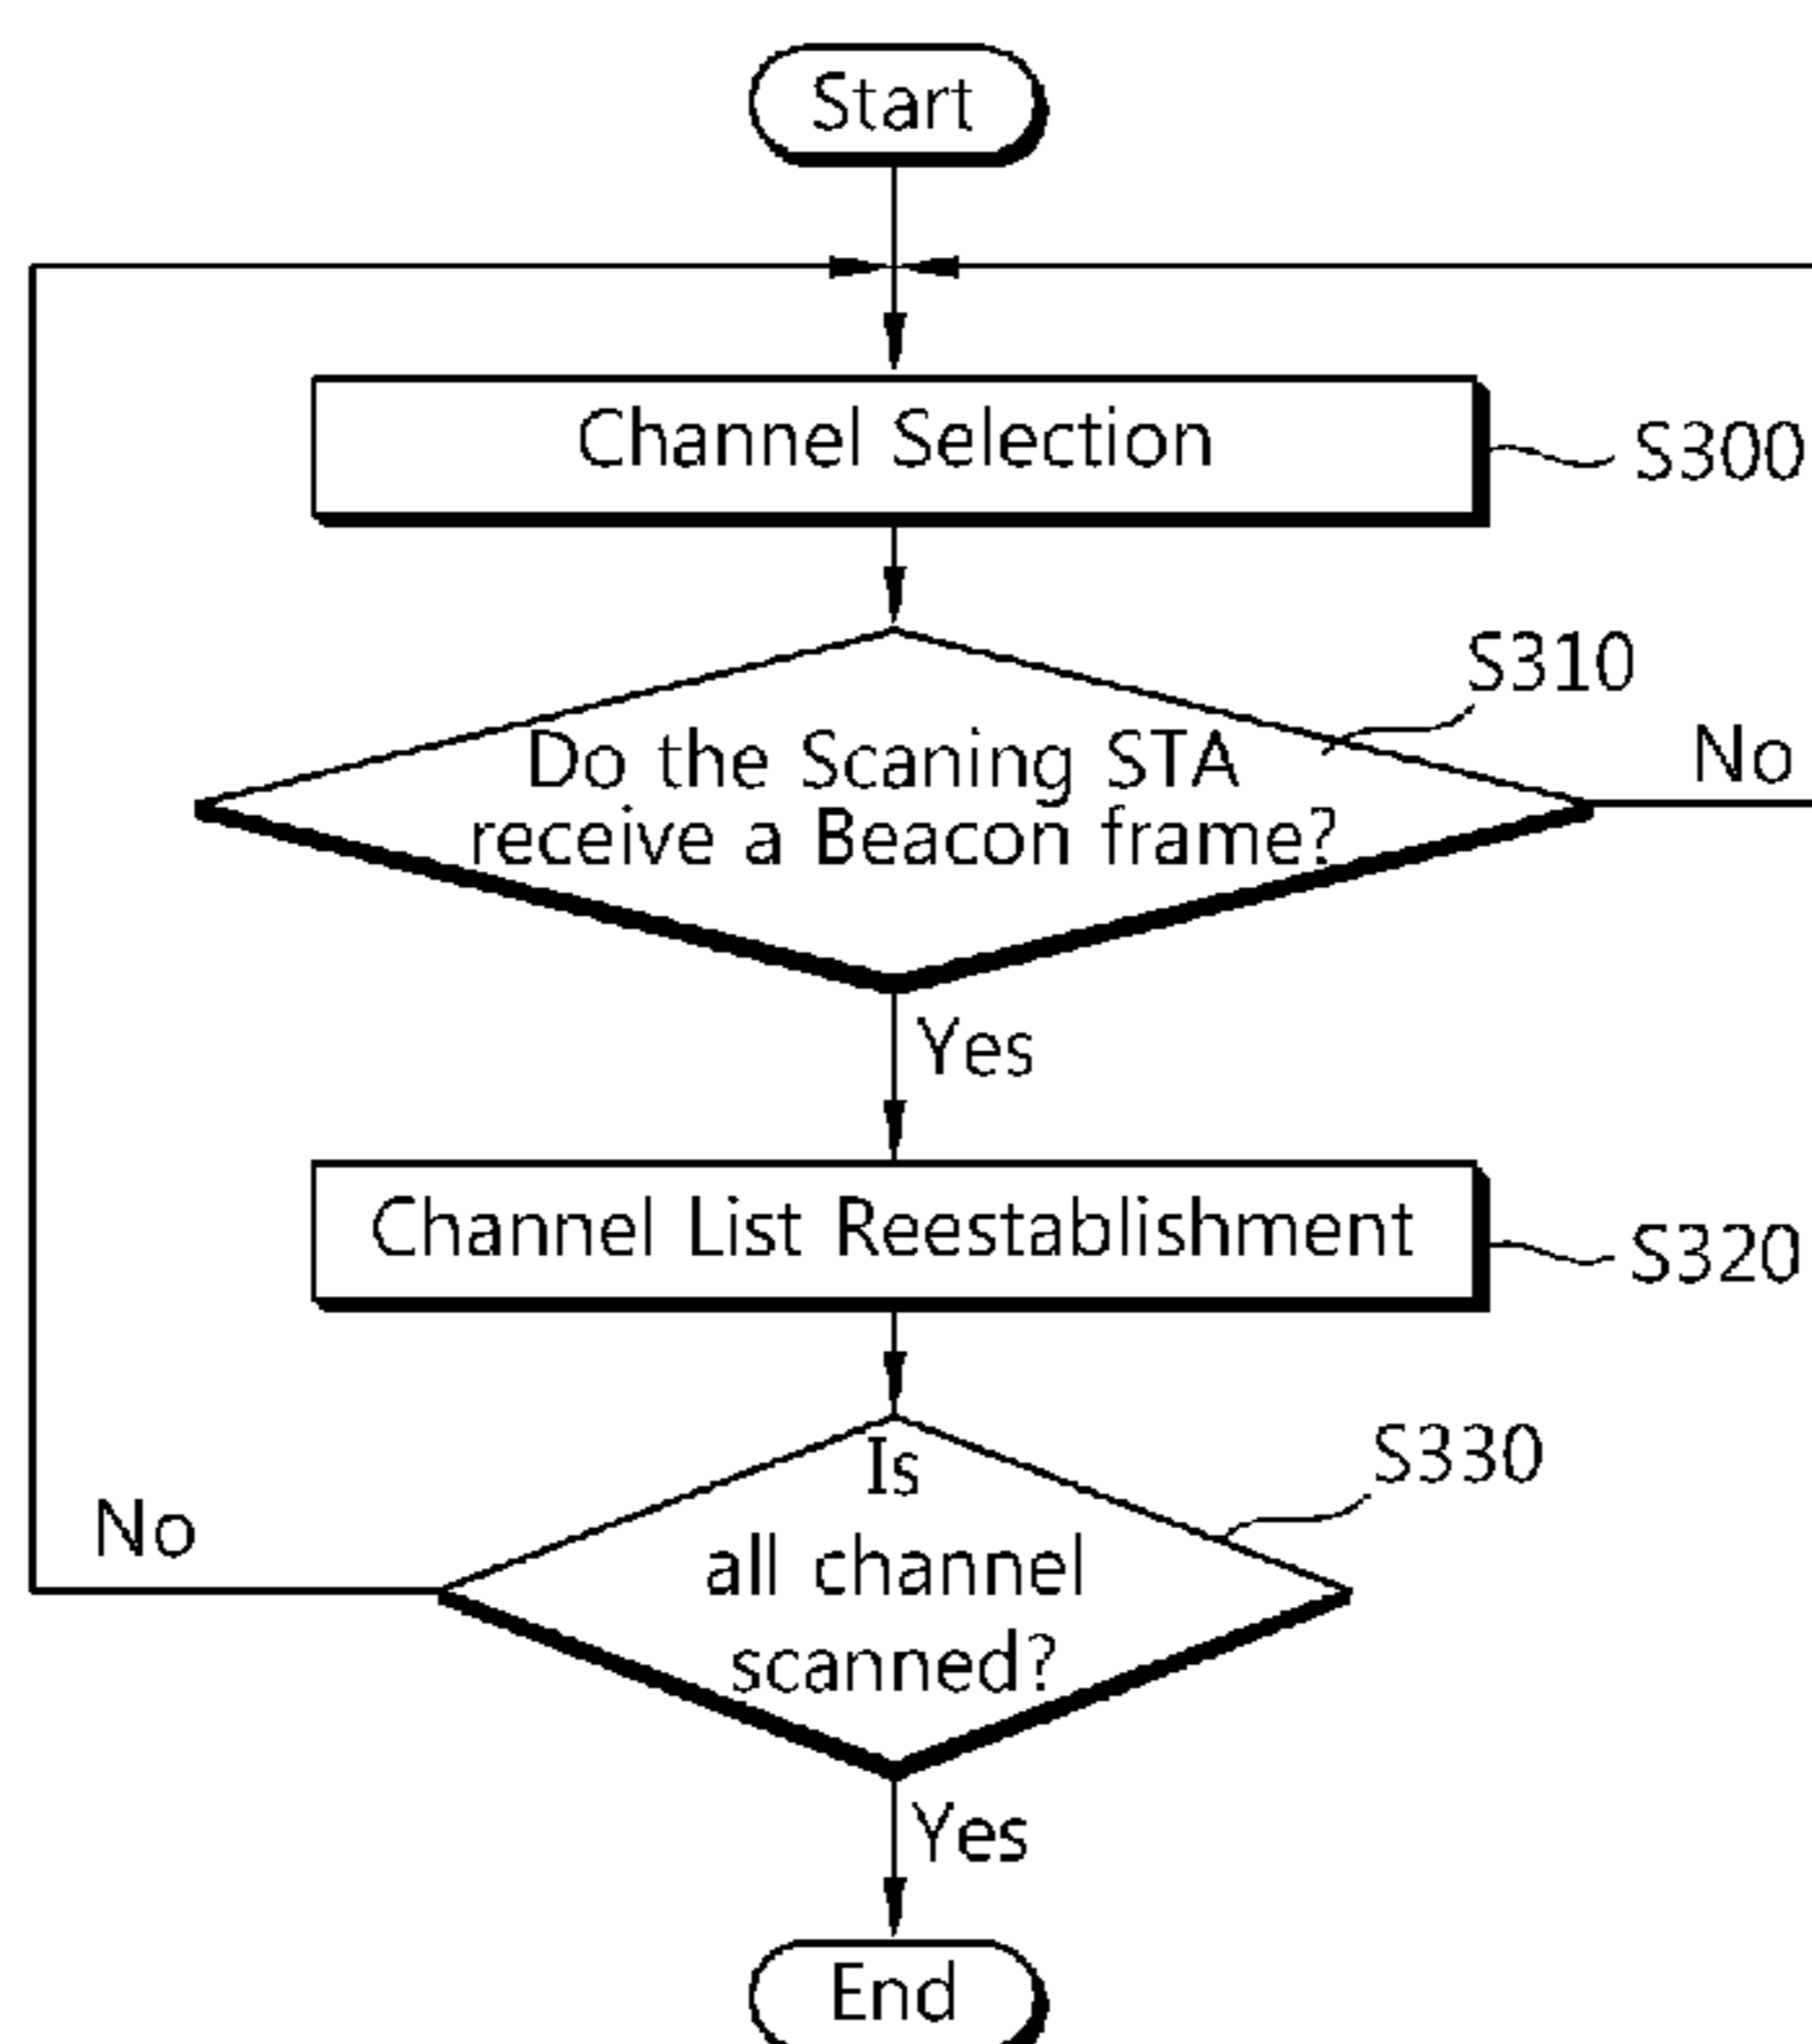 Start
Channel Selection
S300
S310
Do the Scaning STA
receive a Beacon frame?
No
Yes
Channel List Reestablishment
S320
S330
Is
all channel
scanned?
No
Yes
End